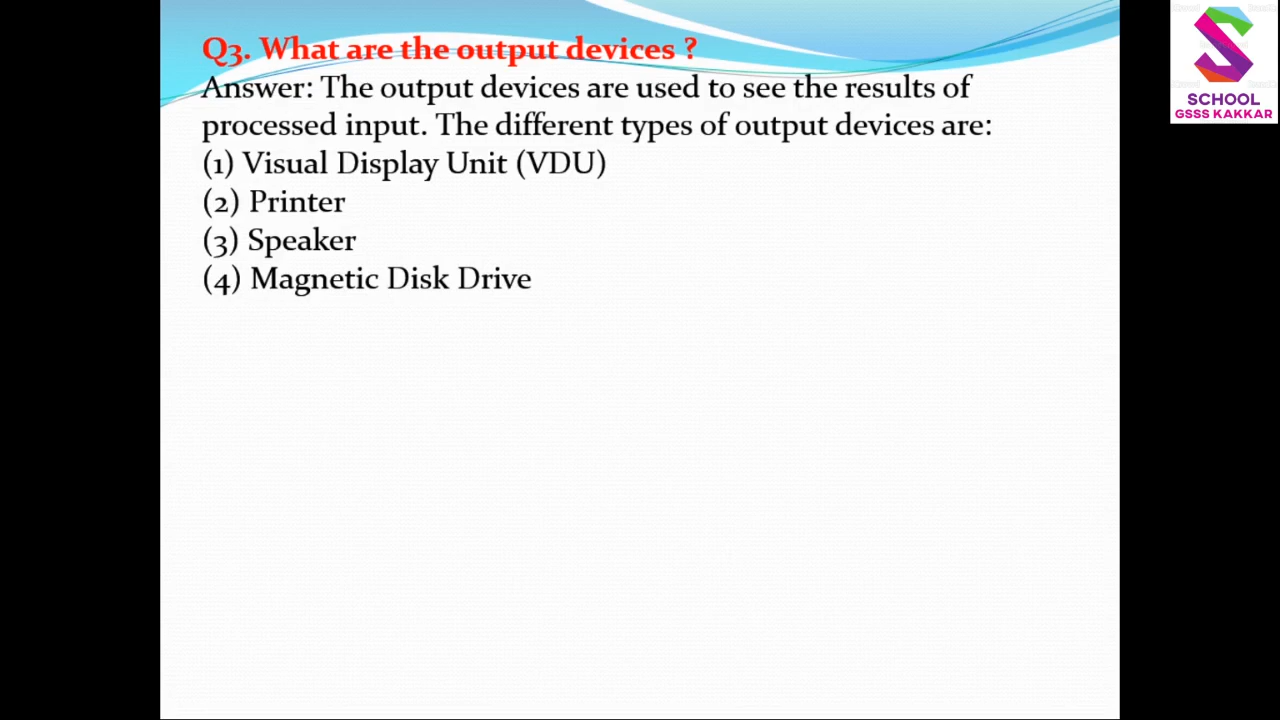 Q3. What are the output devices ?
Answer: The output devices are used to see the results of
processed input. The different types of output devices are:
(1) Visual Display Unit (VDU)
(2) Printer
(3) Speaker
(4) Magnetic Disk Drive
SCHOOL
GSSS KAKKAR